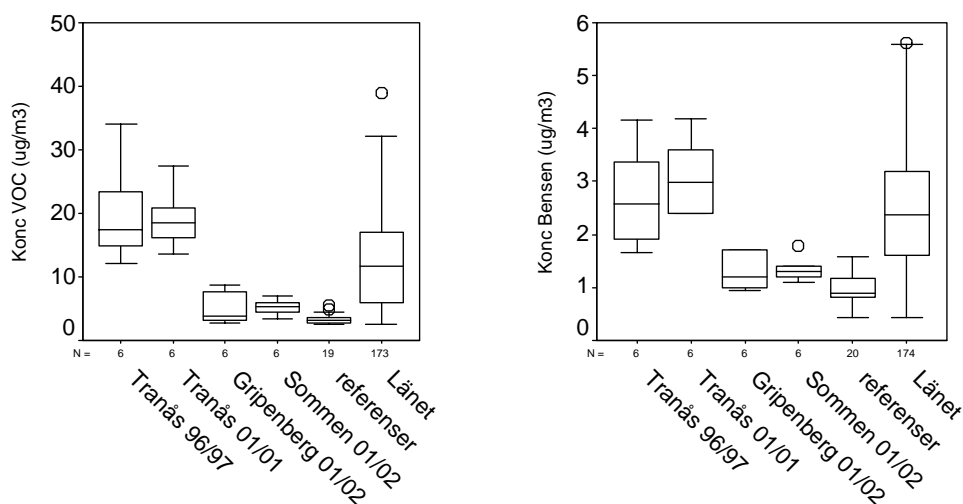 50
40
30
20
10
0
Konc VOC (ug/m3)
N = 6 6 6 6 19 173
Tranås 96/97
Tranås 01/01
Gripenberg 01/02
Sommen 01/02
referenser
Länet
6
5
4
3
2
1
0
Konc Bensen (ug/m3)
N = 6 6 6 6 20 174
Tranås 96/97
Tranås 01/01
Gripenberg 01/02
Sommen 01/02
referenser
Länet